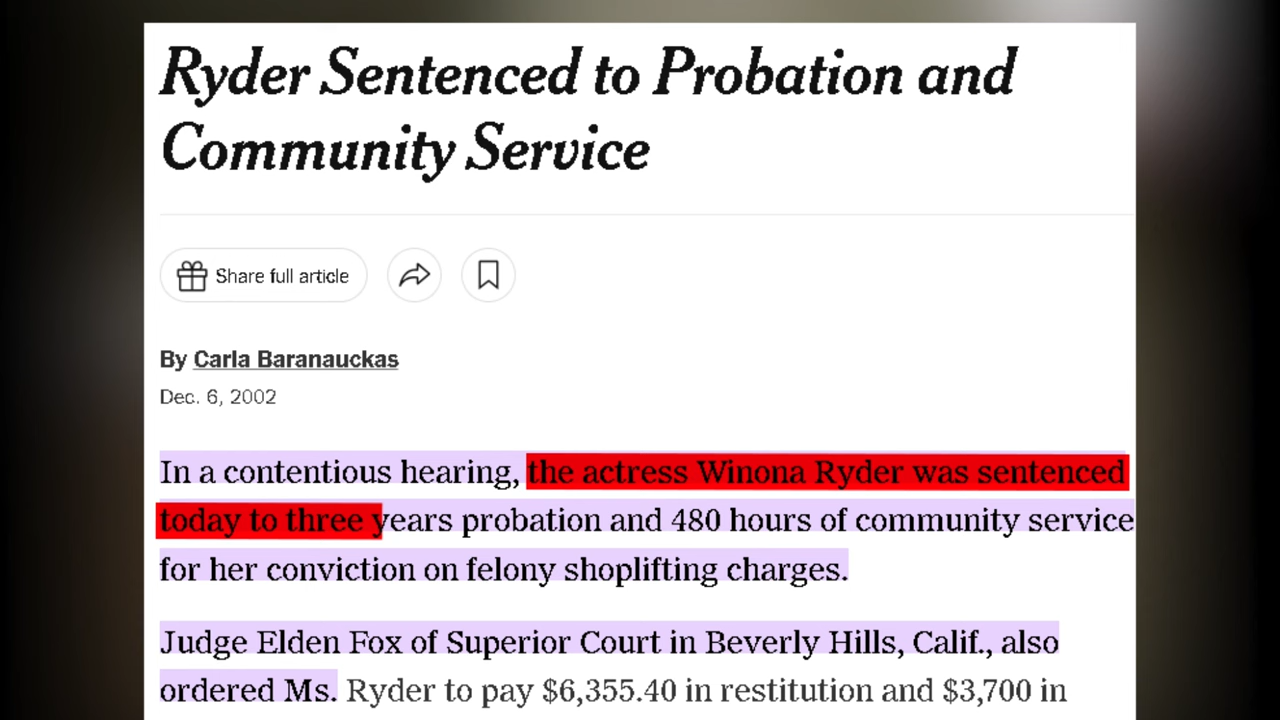 Ryder Sentenced to Probation and
Community Service
Share full article
By Carla Baranauckas
Dec. 6, 2002
In a contentious hearing, the actress Winona Ryder was sentenced
today to three years probation and 480 hours of community service
for her conviction on felony shoplifting charges.
Judge Elden Fox of Superior Court in Beverly Hills, Calif., also
ordered Ms. Ryder to pay $6,355.40 in restitution and $3,700 in